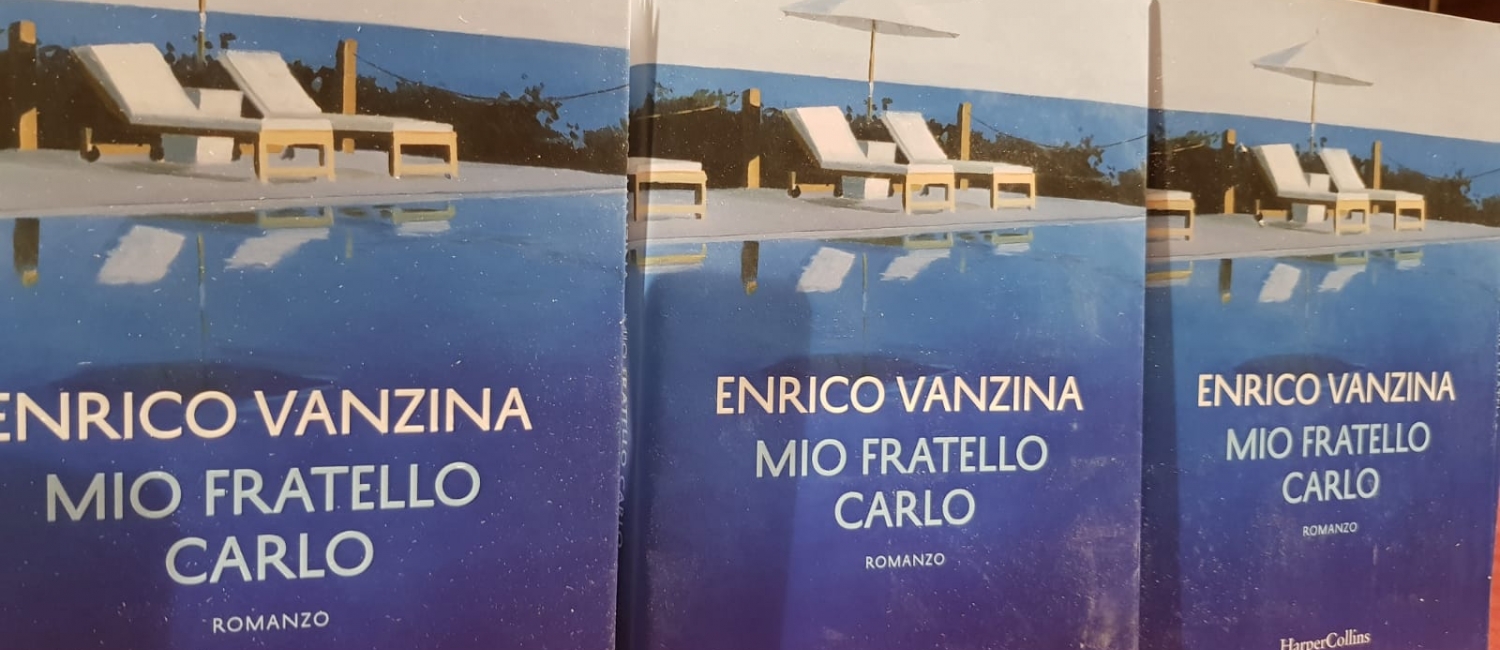 ENRICO VANZINA
MIO FRATELLO
CARLO
ROMANZO
ENRICO VANZINA
MIO FRATELLO
CARLO
ROMANZO
ENRICO VANZINA
MIO FRATELLO
CARLO
ROMANZO
HarperCollins